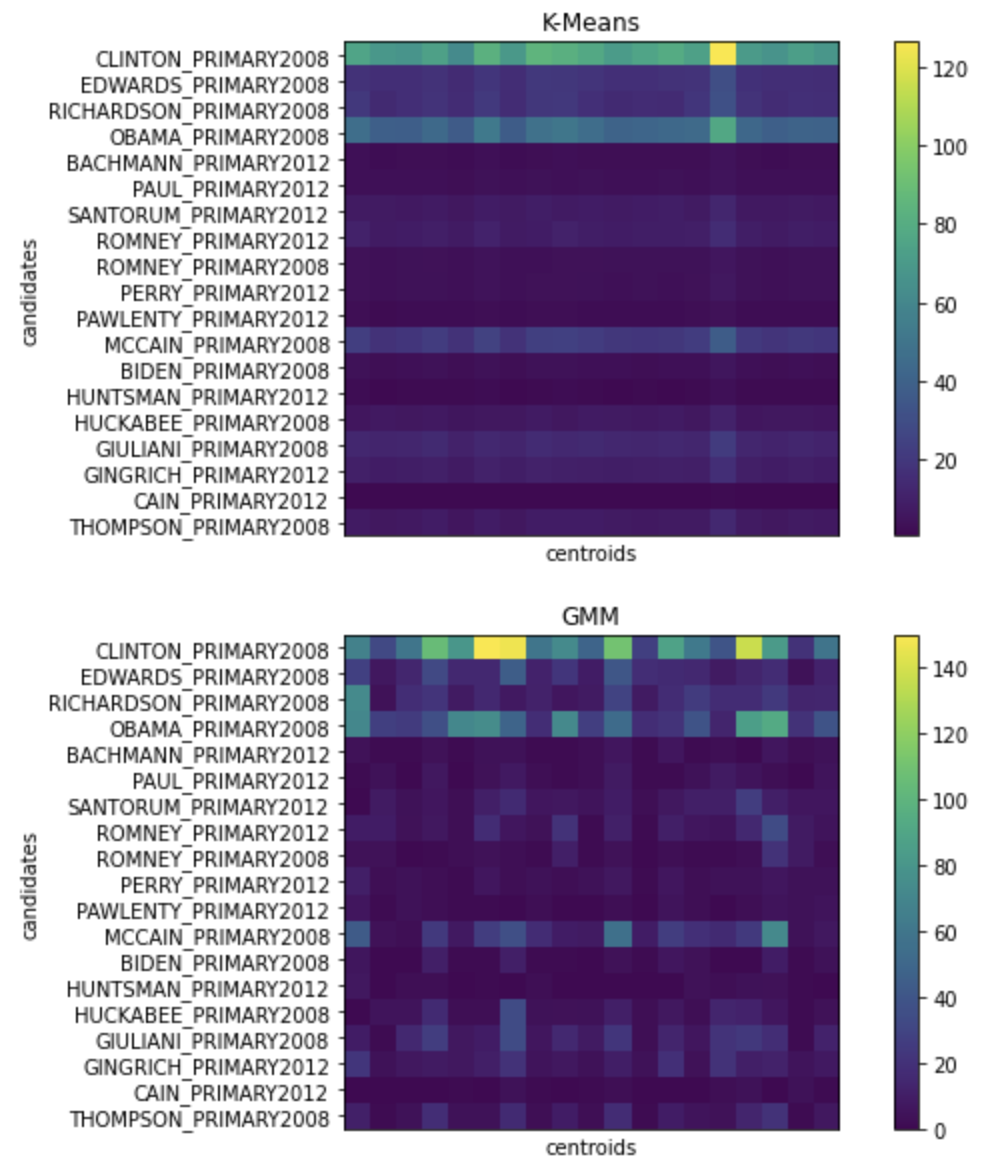 K-Means
CLINTON_PRIMARY2008
EDWARDS_PRIMARY2008
RICHARDSON_PRIMARY2008
OBAMA_PRIMARY2008
BACHMANN_PRIMARY2012
PAUL_PRIMARY2012
SANTORUM_PRIMARY2012
ROMNEY_PRIMARY2012
ROMNEY_PRIMARY2008
PERRY_PRIMARY2012
PAWLENTY_PRIMARY2012
MCCAIN_PRIMARY2008
BIDEN_PRIMARY2008
HUNTSMAN_PRIMARY2012
HUCKABEE_PRIMARY2008
GIULIANI_PRIMARY2008
GINGRICH_PRIMARY2012
CAIN_PRIMARY2012
THOMPSON_PRIMARY2008
candidates
centroids
120
100
80
60
40
20
GMM
CLINTON_PRIMARY2008
EDWARDS_PRIMARY2008
RICHARDSON_PRIMARY2008
OBAMA_PRIMARY2008
BACHMANN_PRIMARY2012
PAUL_PRIMARY2012
SANTORUM_PRIMARY2012
ROMNEY_PRIMARY2012
ROMNEY_PRIMARY2008
PERRY_PRIMARY2012
PAWLENTY_PRIMARY2012
MCCAIN_PRIMARY2008
BIDEN_PRIMARY2008
HUNTSMAN_PRIMARY2012
HUCKABEE_PRIMARY2008
GIULIANI_PRIMARY2008
GINGRICH_PRIMARY2012
CAIN_PRIMARY2012
THOMPSON_PRIMARY2008
candidates
centroids
140
120
100
80
60
40
20
0